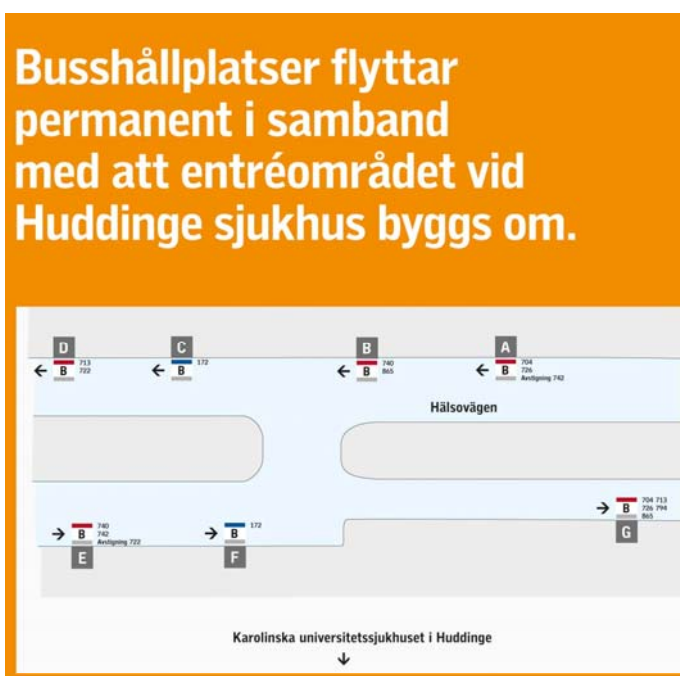 Busshållplatser flyttar
permanent i samband
med att entréområdet vid
Huddinge sjukhus byggs om.
D
C
B
A
B
713
722
B
172
B
740
865
B
704
726
Avstigning 742
Hälsovägen
B
740
742
Avstigning 722
B
172
B
704 713
726 794
865
E
F
G
Karolinska universitetssjukhuset i Huddinge